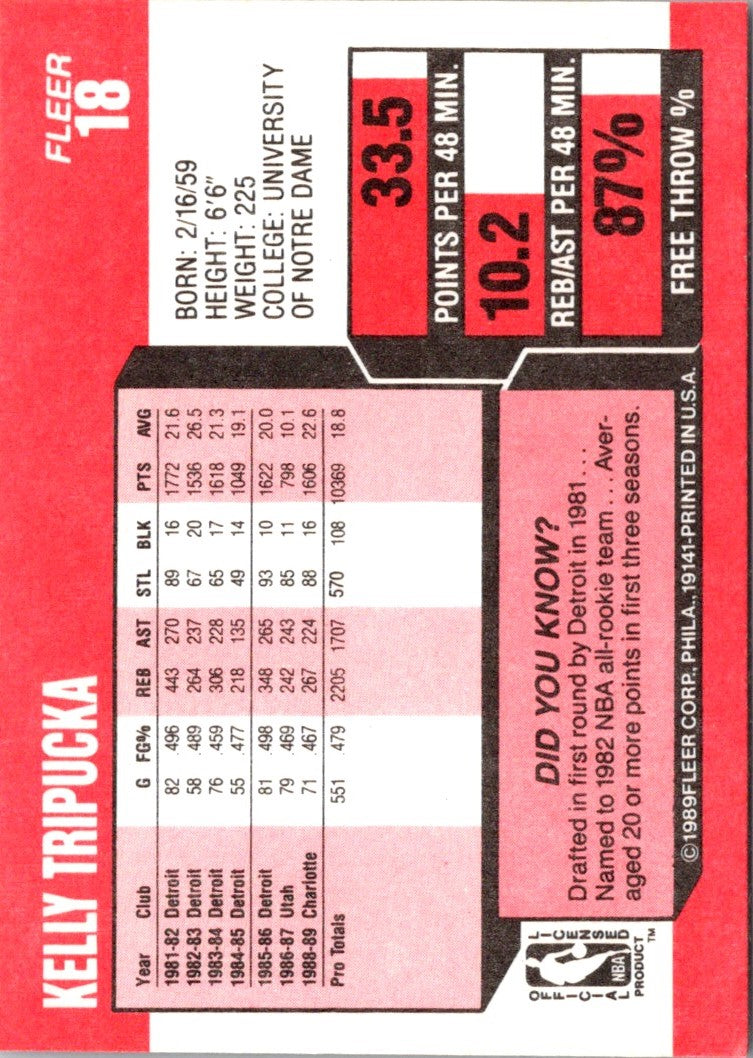 KELLY TRIPUCKA
FLEER
18
Year Club G FG% REB AST STL BLK PTS AVG
1981-82 Detroit 82 .496 443 270 89 16 1772 21.6
1982-83 Detroit 58 .489 264 237 67 20 1536 26.5
1983-84 Detroit 76 .459 306 228 65 17 1618 21.3
1984-85 Detroit 55 .477 218 135 49 14 1049 19.1
1985-86 Detroit 81 .498 348 265 93 10 1622 20.0
1986-87 Utah 79 .469 242 243 85 11 798 10.1
1988-89 Charlotte 71 .467 267 224 88 16 1606 22.6
Pro Totals 551 .479 2205 1707 570 108 10369 18.8
BORN: 2/16/59
HEIGHT: 6'6"
WEIGHT: 225
COLLEGE: UNIVERSITY
OF NOTRE DAME
33.5
POINTS PER 48 MIN.
10.2
REB/AST PER 48 MIN.
87%
FREE THROW %
DID YOU KNOW?
Drafted in first round by Detroit in 1981 . . .
Named to 1982 NBA all-rookie team . . . Aver-
aged 20 or more points in first three seasons.
OFFICIAL
LICENSED
NBA
PRODUCT™
©1989FLEER CORP., PHILA., 19141-PRINTED IN U.S.A.